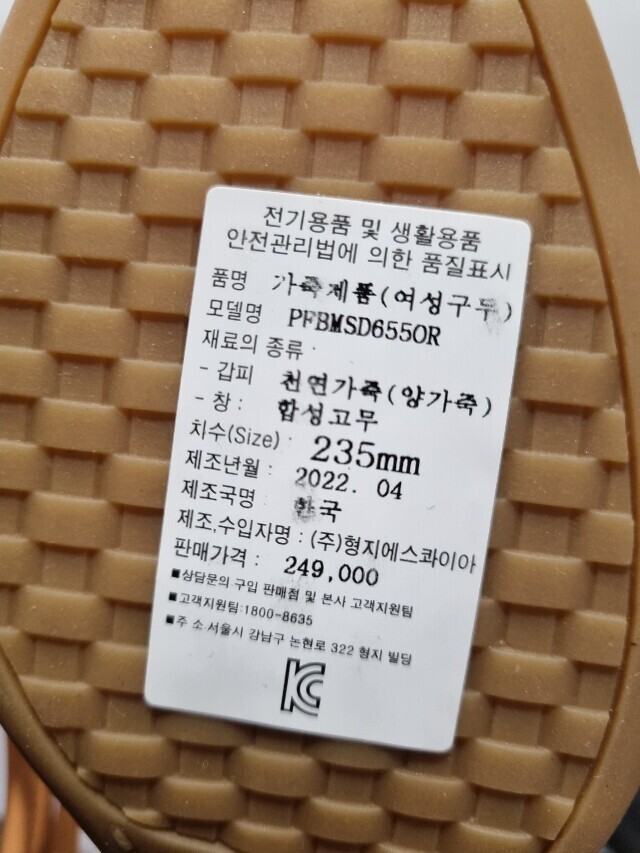 전기용품 및 생활용품
안전관리법에 의한 품질표시
품명 가죽제품(여성구두)
모델명 PFBMSD6550R
재료의 종류 :
- 갑피 천연가죽(양가죽)
- 창 : 합성고무
치수(Size) : 235mm
제조년월 : 2022. 04
제조국명 : 한국
제조,수입자명 : (주)형지에스콰이아
판매가격 : 249,000
■상담문의:구입 판매점 및 본사 고객지원팀
■고객지원팀:1800-8635
■주 소:서울시 강남구 논현로 322 형지 빌딩